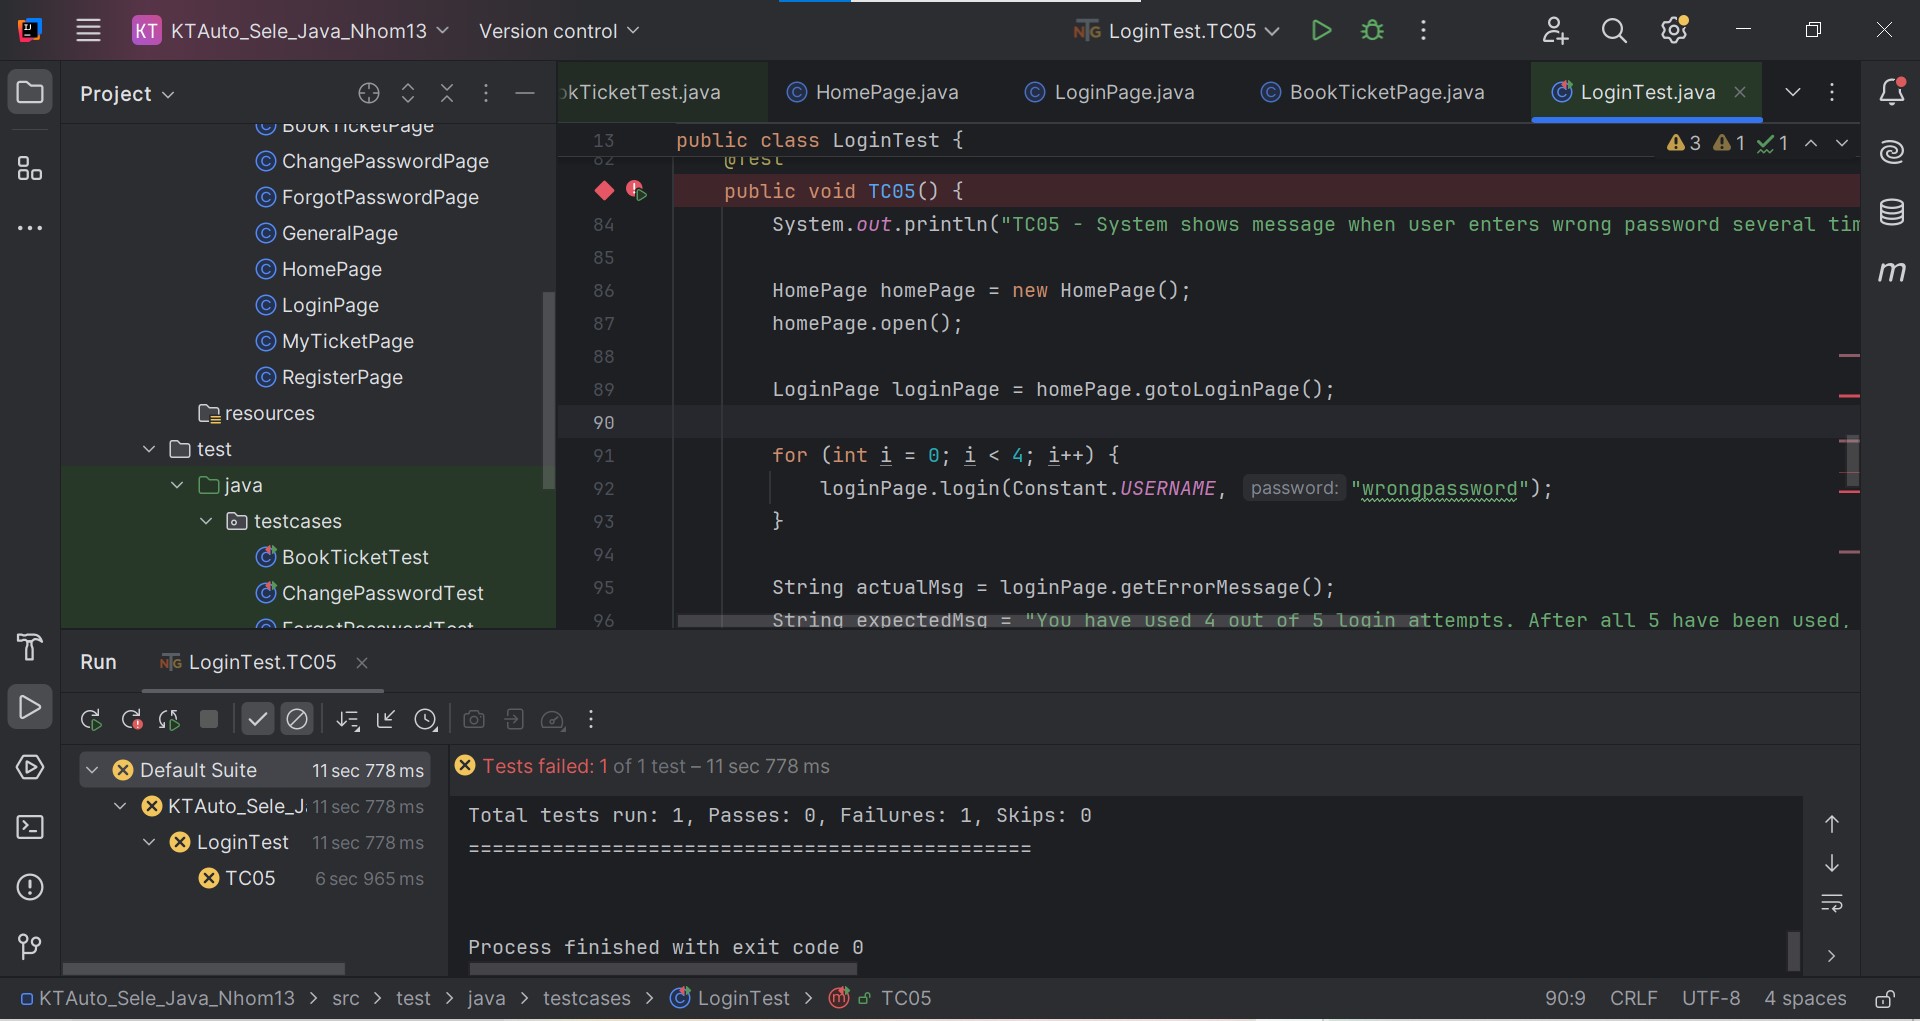 KT KTAuto_Sele_Java_Nhom13 Version control LoginTest.TC05
Project
BookTicketPage
ChangePasswordPage
ForgotPasswordPage
GeneralPage
HomePage
LoginPage
MyTicketPage
RegisterPage
resources
test
java
testcases
BookTicketTest
ChangePasswordTest
ForgotPasswordTest
okTicketTest.java HomePage.java LoginPage.java BookTicketPage.java LoginTest.java
13 public class LoginTest { 3 1 1
82 @Test
public void TC05() {
84 System.out.println("TC05 - System shows message when user enters wrong password several tim
85
86 HomePage homePage = new HomePage();
87 homePage.open();
88
89 LoginPage loginPage = homePage.gotoLoginPage();
90
91 for (int i = 0; i < 4; i++) {
92 loginPage.login(Constant.USERNAME, password: "wrongpassword");
93 }
94
95 String actualMsg = loginPage.getErrorMessage();
96 String expectedMsg = "You have used 4 out of 5 login attempts. After all 5 have been used,
Run LoginTest.TC05
Default Suite 11 sec 778 ms
KTAuto_Sele_J 11 sec 778 ms
LoginTest 11 sec 778 ms
TC05 6 sec 965 ms
Tests failed: 1 of 1 test – 11 sec 778 ms
Total tests run: 1, Passes: 0, Failures: 1, Skips: 0
===============================================
Process finished with exit code 0
KTAuto_Sele_Java_Nhom13 > src > test > java > testcases > LoginTest > TC05 90:9 CRLF UTF-8 4 spaces